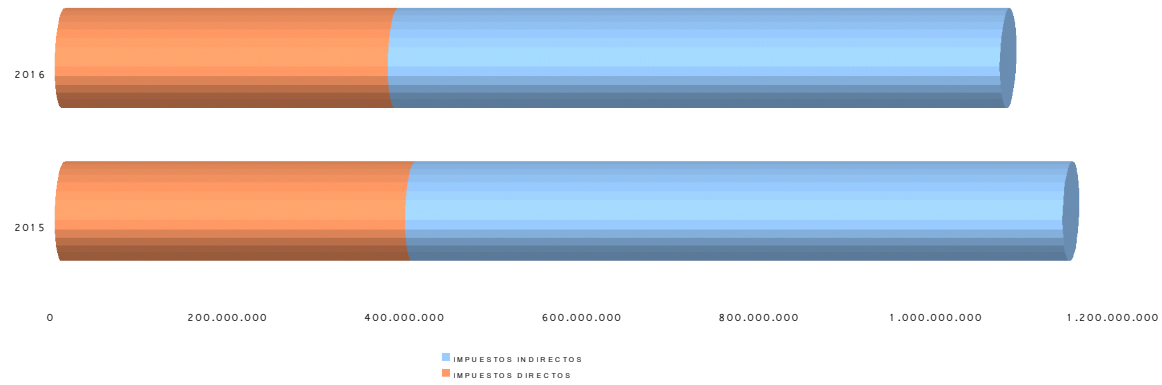 2016
2015
0 200.000.000 400.000.000 600.000.000 800.000.000 1.000.000.000 1.200.000.000
IMPUESTOS INDIRECTOS
IMPUESTOS DIRECTOS